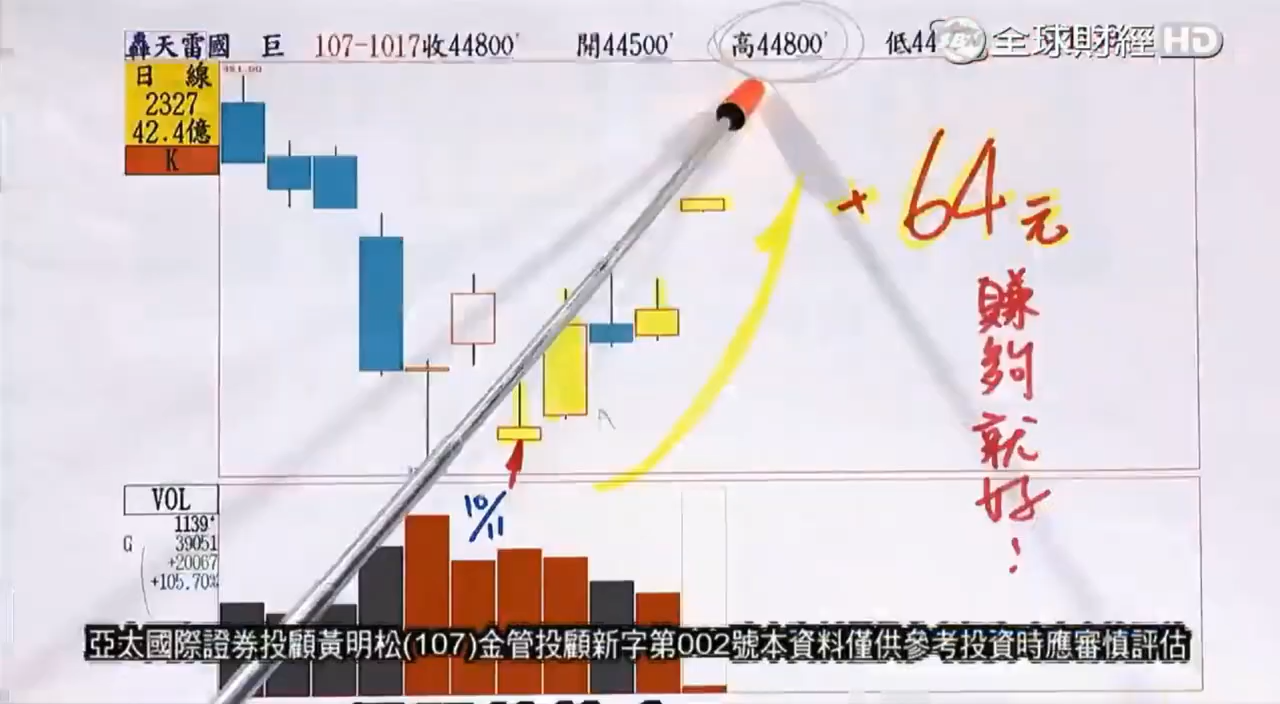 轟天雷國 巨 107-1017收44800' 開44500' 高44800' 低44
全球財經HD
日 線
2327
42.4億
K
+64元
賺夠就好!
10/11
VOL
1139'
G 39051
+20067
+105.70%
亞太國際證券投顧黃明松(107)金管投顧新字第002號本資料僅供參考投資時應審慎評估